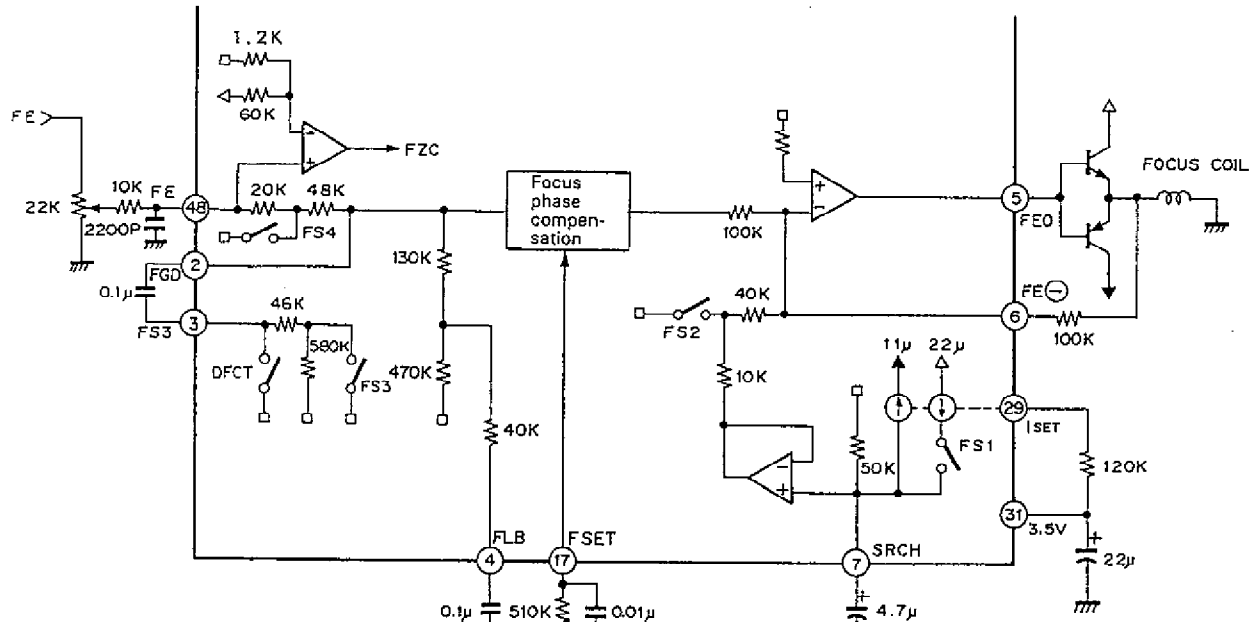 1.2K
60K
FZC
FE
22K
10K
FE
48
2200P
20K
48K
FS4
2
FGD
0.1μ
3
FS3
46K
580K
DFCT
FS3
130K
470K
40K
Focus
phase
compen-
sation
100K
5
FEO
FOCUS COIL
FE⊖
6
100K
40K
FS2
10K
11μ
22μ
29
ISET
FS1
50K
120K
31
3.5V
22μ
FLB
4
FSET
17
SRCH
7
0.1μ
510K
0.01μ
4.7μ